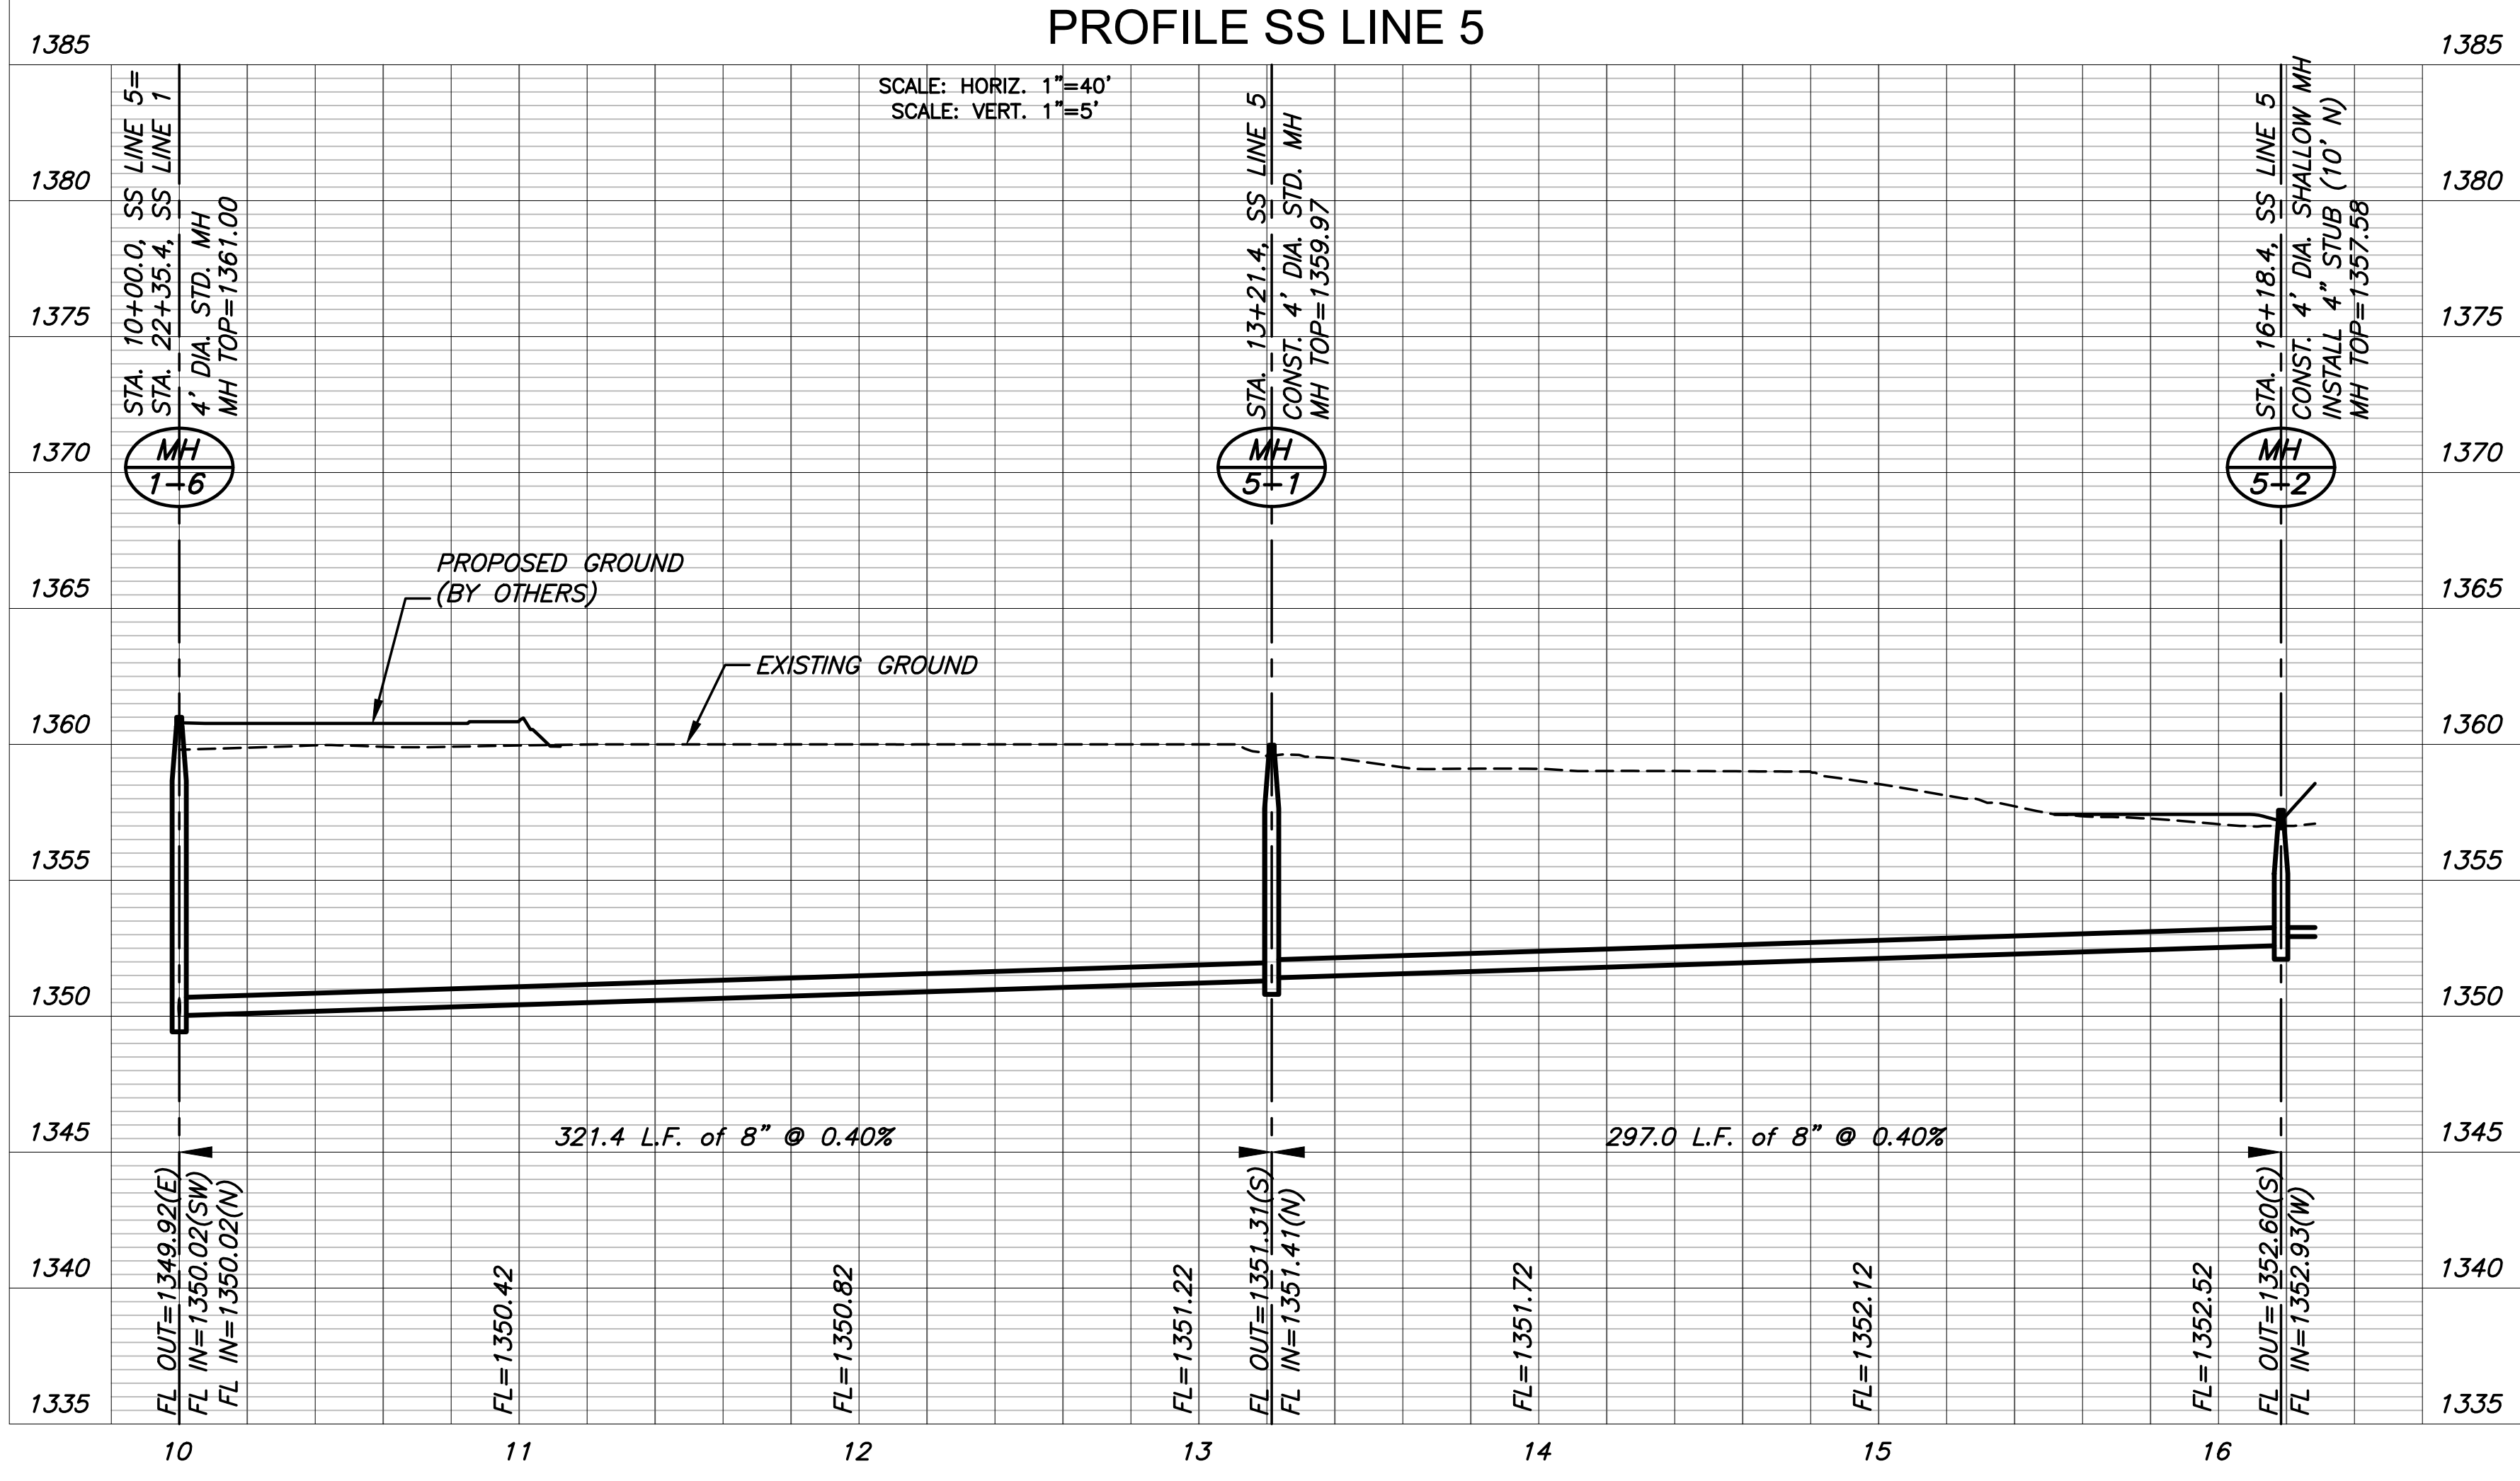 PROFILE SS LINE 5
SCALE: HORIZ. 1"=40'
SCALE: VERT. 1"=5'
1385
1380
1375
1370
1365
1360
1355
1350
1345
1340
1335
STA. 10+00.0, SS LINE 5=
STA. 22+35.4, SS LINE 1
4' DIA. STD. MH
MH TOP=1361.00
MH
1-6
STA. 13+21.4, SS LINE 5
CONST. 4' DIA. STD. MH
MH TOP=1359.97
MH
5-1
STA. 16+18.4, SS LINE 5
CONST. 4' DIA. SHALLOW MH
INSTALL 4" STUB (10' N)
MH TOP=1357.58
MH
5-2
1385
1380
1375
1370
1365
1360
1355
1350
1345
1340
1335
PROPOSED GROUND
(BY OTHERS)
EXISTING GROUND
321.4 L.F. of 8" @ 0.40%
297.0 L.F. of 8" @ 0.40%
FL OUT=1349.92(E)
FL IN=1350.02(SW)
FL IN=1350.02(N)
FL=1350.42
FL=1350.82
FL=1351.22
FL OUT=1351.31(S)
FL IN=1351.41(N)
FL=1351.72
FL=1352.12
FL=1352.52
FL OUT=1352.60(S)
FL IN=1352.93(W)
10
11
12
13
14
15
16